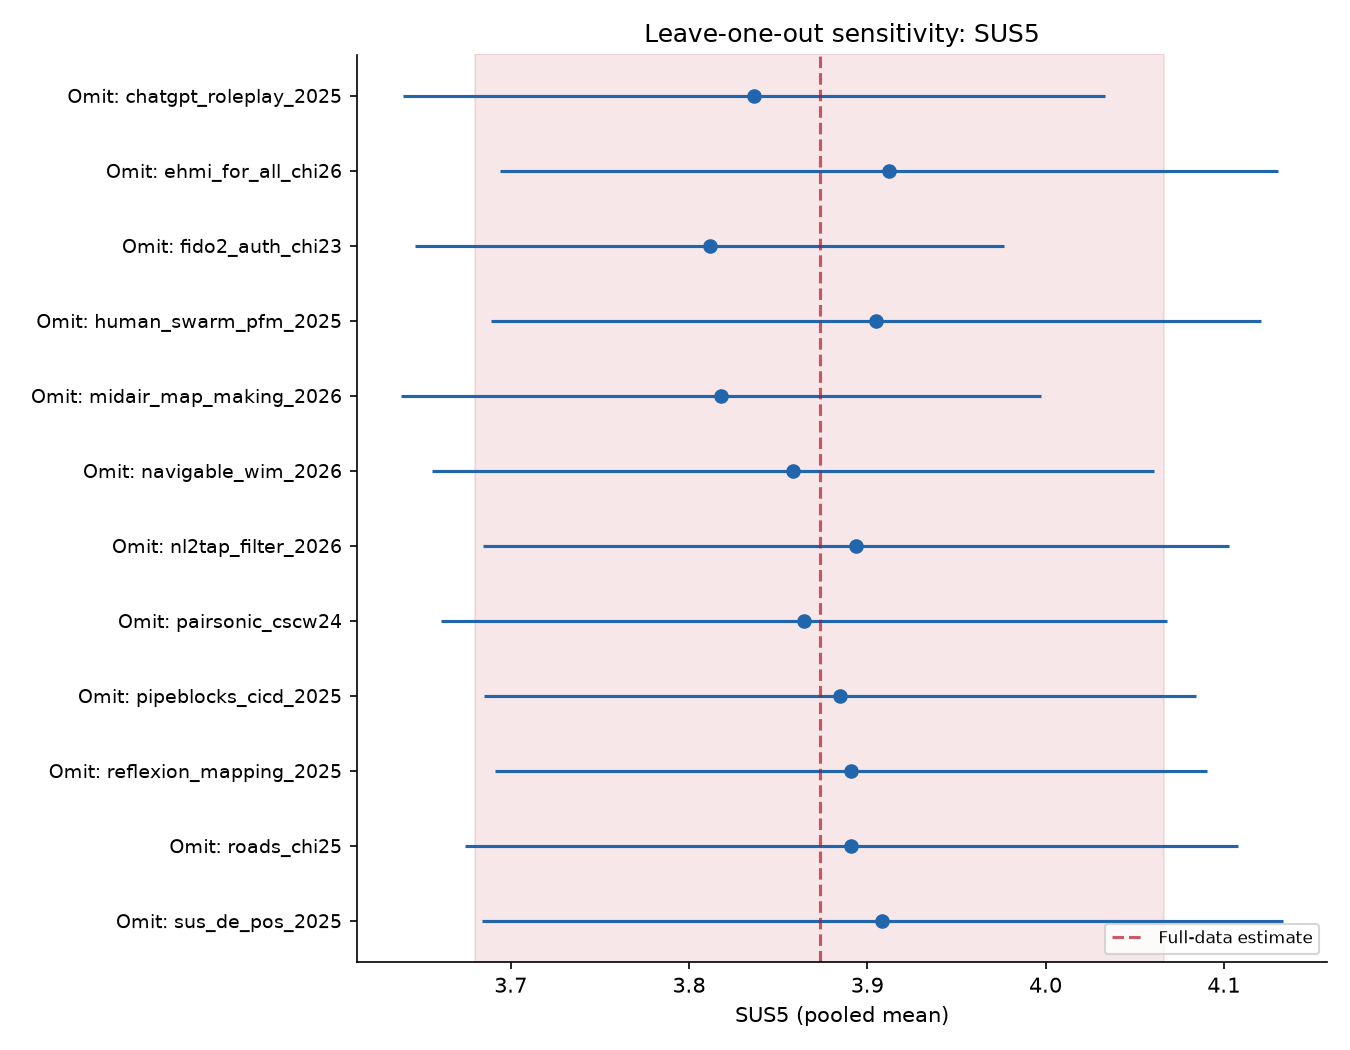 Leave-one-out sensitivity: SUS5
Omit: chatgpt_roleplay_2025
Omit: ehmi_for_all_chi26
Omit: fido2_auth_chi23
Omit: human_swarm_pfm_2025
Omit: midair_map_making_2026
Omit: navigable_wim_2026
Omit: nl2tap_filter_2026
Omit: pairsonic_cscw24
Omit: pipeblocks_cicd_2025
Omit: reflexion_mapping_2025
Omit: roads_chi25
Omit: sus_de_pos_2025
Full-data estimate
3.7 3.8 3.9 4.0 4.1
SUS5 (pooled mean)